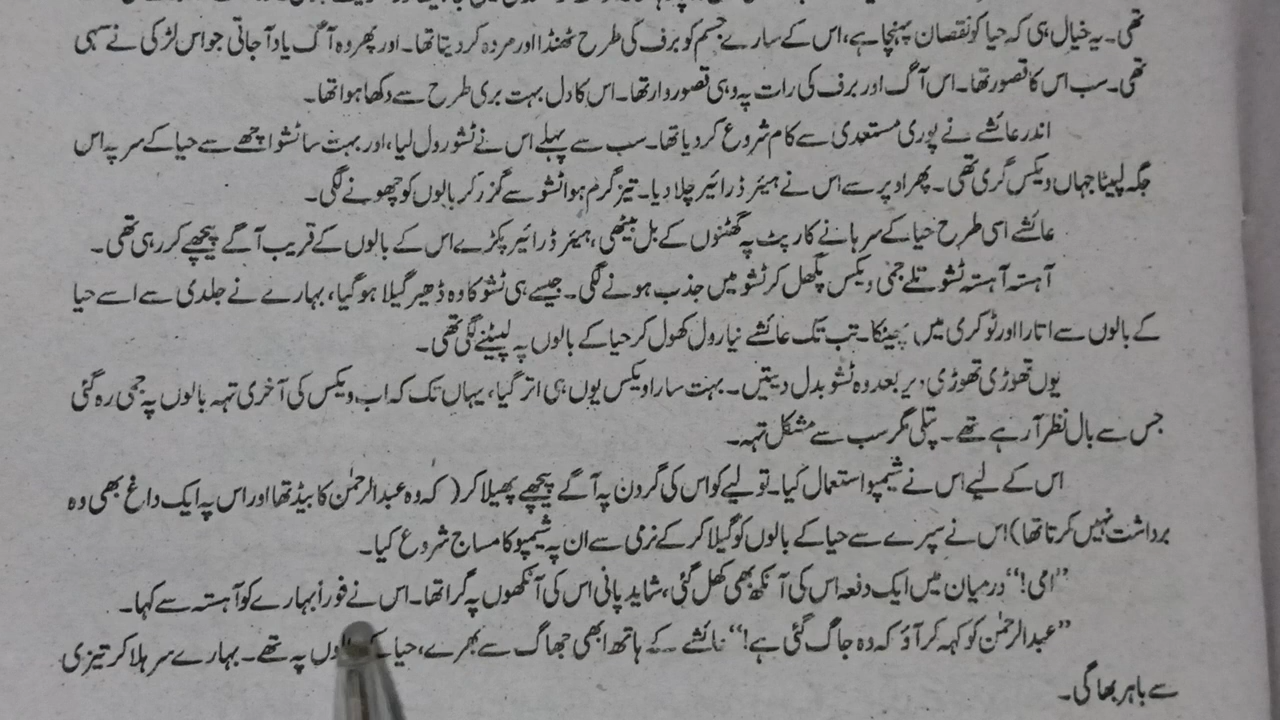 تھی۔ یہ خیال ہی کہ حیا کو نقصان پہنچا ہے، اس کے سارے جسم کو برف کی طرح ٹھنڈا اور مردہ کر دیتا تھا۔ اور پھر وہ آگ یاد آ جاتی جو اس لڑکی نے سہی
تھی۔ سب اس کا قصور تھا۔ اس آگ اور برف کی رات پہ وہی قصوروار تھا۔ اس کا دل بہت بری طرح سے دکھا ہوا تھا۔
اندر عائشے نے پوری مستعدی سے کام شروع کر دیا تھا۔ سب سے پہلے اس نے ٹشو رول لیا، اور بہت سا ٹشو اچھے سے حیا کے سر پہ اس
جگہ لپیٹا جہاں ویکس گری تھی۔ پھر اوپر سے اس نے ہیئر ڈرائیر چلا دیا۔ تیز گرم ہوا ٹشو سے گزر کر بالوں کو چھونے لگی۔
عائشے اسی طرح حیا کے سرہانے کارپٹ پہ گھٹنوں کے بل بیٹھی، ہیئر ڈرائیر پکڑے اس کے بالوں کے قریب آگے پیچھے کر رہی تھی۔
آہستہ آہستہ ٹشو تلے جمی ویکس پگھل کر ٹشو میں جذب ہونے لگی۔ جیسے ہی ٹشو کا وہ ڈھیر گیلا ہو گیا، بہارے نے جلدی سے اسے حیا
کے بالوں سے اتارا اور ٹوکری میں پھینکا۔ تب تک عائشے نیا رول کھول کر حیا کے بالوں پہ لپیٹنے لگی تھی۔
یوں تھوڑی تھوڑی دیر بعد وہ ٹشو بدل دیتیں۔ بہت سارا ویکس یوں ہی اتر گیا، یہاں تک کہ اب ویکس کی آخری تہہ بالوں پہ جمی رہ گئی
جس سے بال نظر آ رہے تھے۔ پتلی مگر سب سے مشکل تہہ۔
اس کے لیے اس نے شیمپو استعمال کیا۔ تولیے کو اس کی گردن پہ آگے پیچھے پھیلا کر (کہ وہ عبدالرحمٰن کا بیڈ تھا اور اس پہ ایک داغ بھی وہ
برداشت نہیں کرتا تھا) اس نے سپرے سے حیا کے بالوں کو گیلا کر کے نرمی سے ان پہ شیمپو کا مساج شروع کیا۔
”امی!“ درمیان میں ایک دفعہ اس کی آنکھ بھی کھل گئی، شاید پانی اس کی آنکھوں پہ گرا تھا۔ اس نے فوراً بہارے کو آہستہ سے کہا۔
”عبدالرحمٰن کو کہہ کر آؤ کہ وہ جاگ گئی ہے!“ عائشے کے ہاتھ ابھی جھاگ سے بھرے، حیا پہ تھے۔ بہارے سر ہلا کر تیزی
سے باہر بھاگی۔